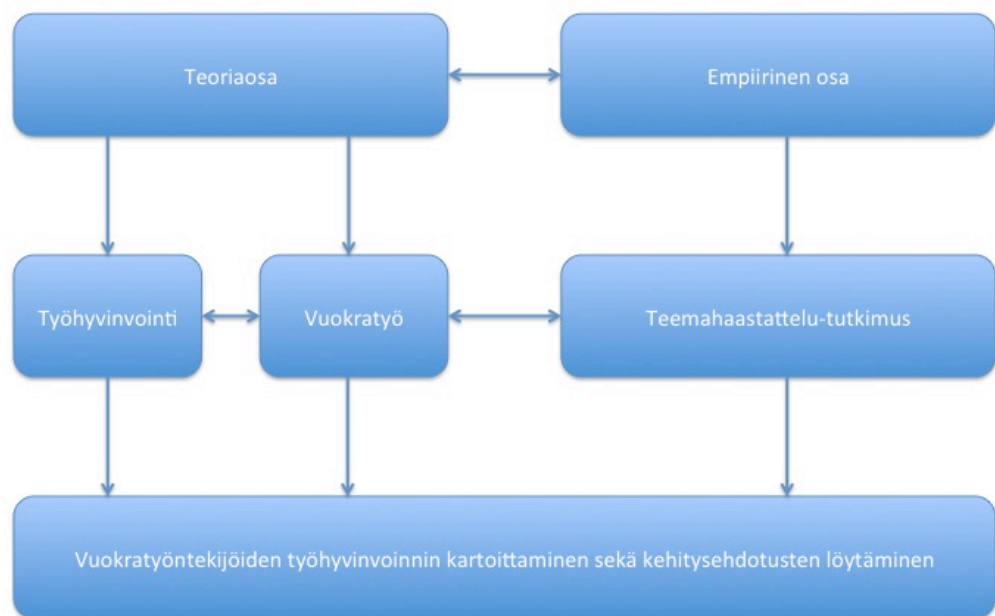 Teoriaosa
Empiirinen osa
Työhyvinvointi
Vuokratyö
Teemahaastattelu-tutkimus
Vuokratyöntekijöiden työhyvinvoinnin kartoittaminen sekä kehitysehdotusten löytäminen